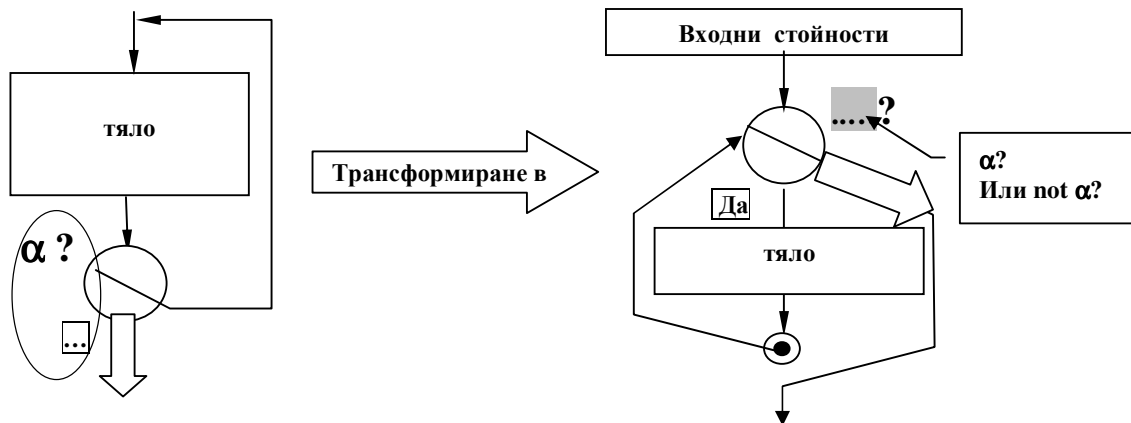 тяло
α ?
...
Трансформиране в
Входни стойности
....?
α?
Или not α?
Да
тяло